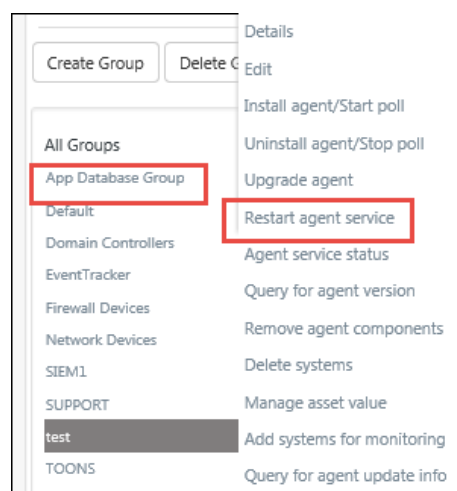 Create Group
Delete G
All Groups
App Database Group
Default
Domain Controllers
EventTracker
Firewall Devices
Network Devices
SIEM1
SUPPORT
test
TOONS
Details
Edit
Install agent/Start poll
Uninstall agent/Stop poll
Upgrade agent
Restart agent service
Agent service status
Query for agent version
Remove agent components
Delete systems
Manage asset value
Add systems for monitoring
Query for agent update info